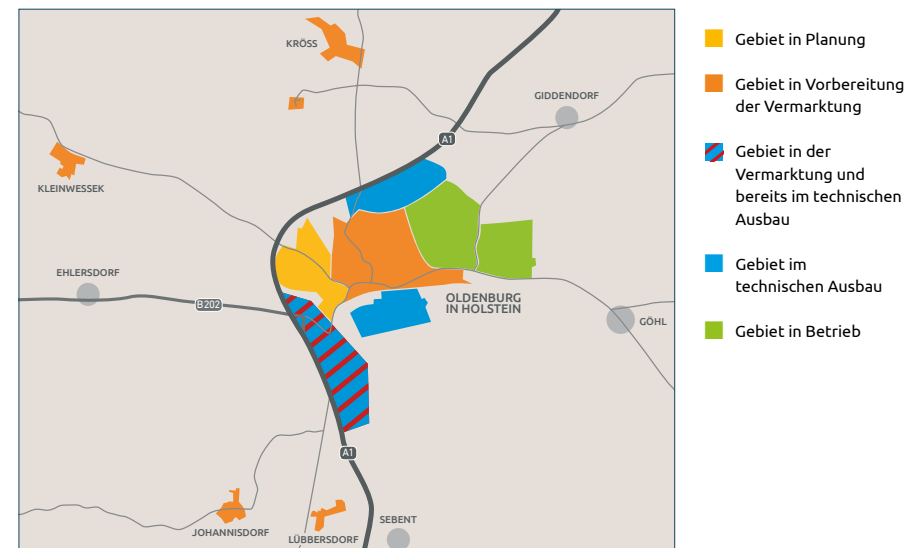 KRÖSS
GIDDENDORF
A1
KLEINWESSEK
EHLERSDORF
B202
OLDENBURG
IN HOLSTEIN
GÖHL
A1
SEBENT
JOHANNISDORF
LÜBBERSDORF
Gebiet in Planung
Gebiet in Vorbereitung
der Vermarktung
Gebiet in der
Vermarktung und
bereits im technischen
Ausbau
Gebiet im
technischen Ausbau
Gebiet in Betrieb